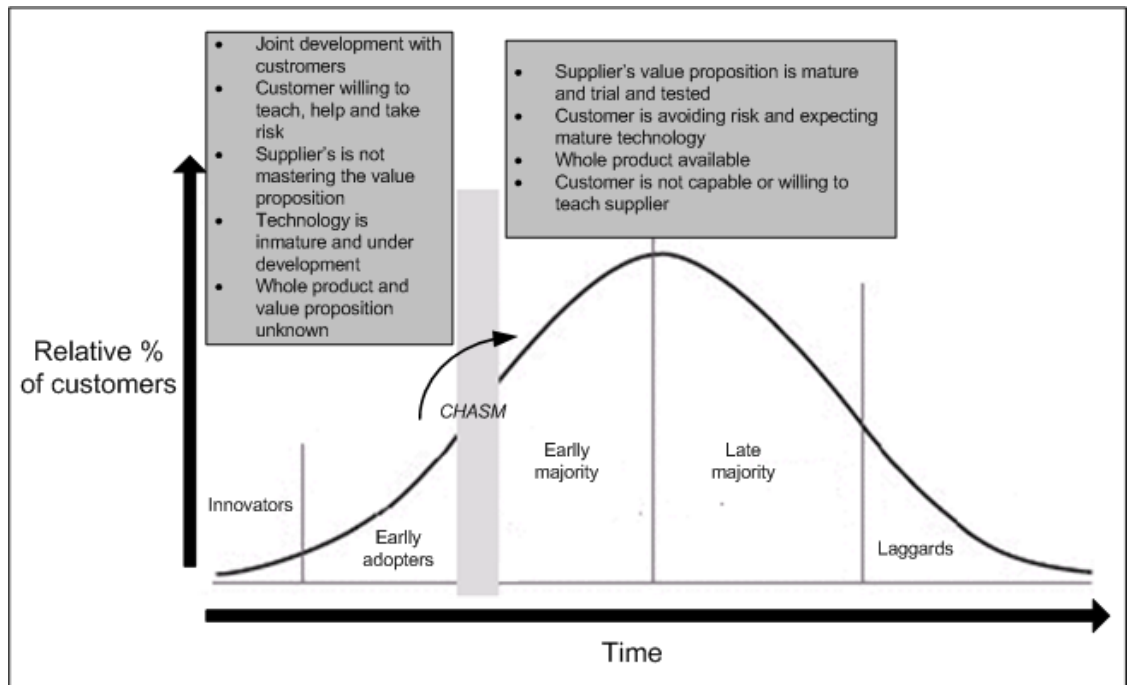 • Joint development with
custromers
• Customer willing to
teach, help and take
risk
• Supplier's is not
mastering the value
proposition
• Technology is
inmature and under
development
• Whole product and
value proposition
unknown
• Supplier's value proposition is mature
and trial and tested
• Customer is avoiding risk and expecting
mature technology
• Whole product available
• Customer is not capable or willing to
teach supplier
Relative %
of customers
CHASM
Innovators
Earlly
adopters
Earlly
majority
Late
majority
Laggards
Time